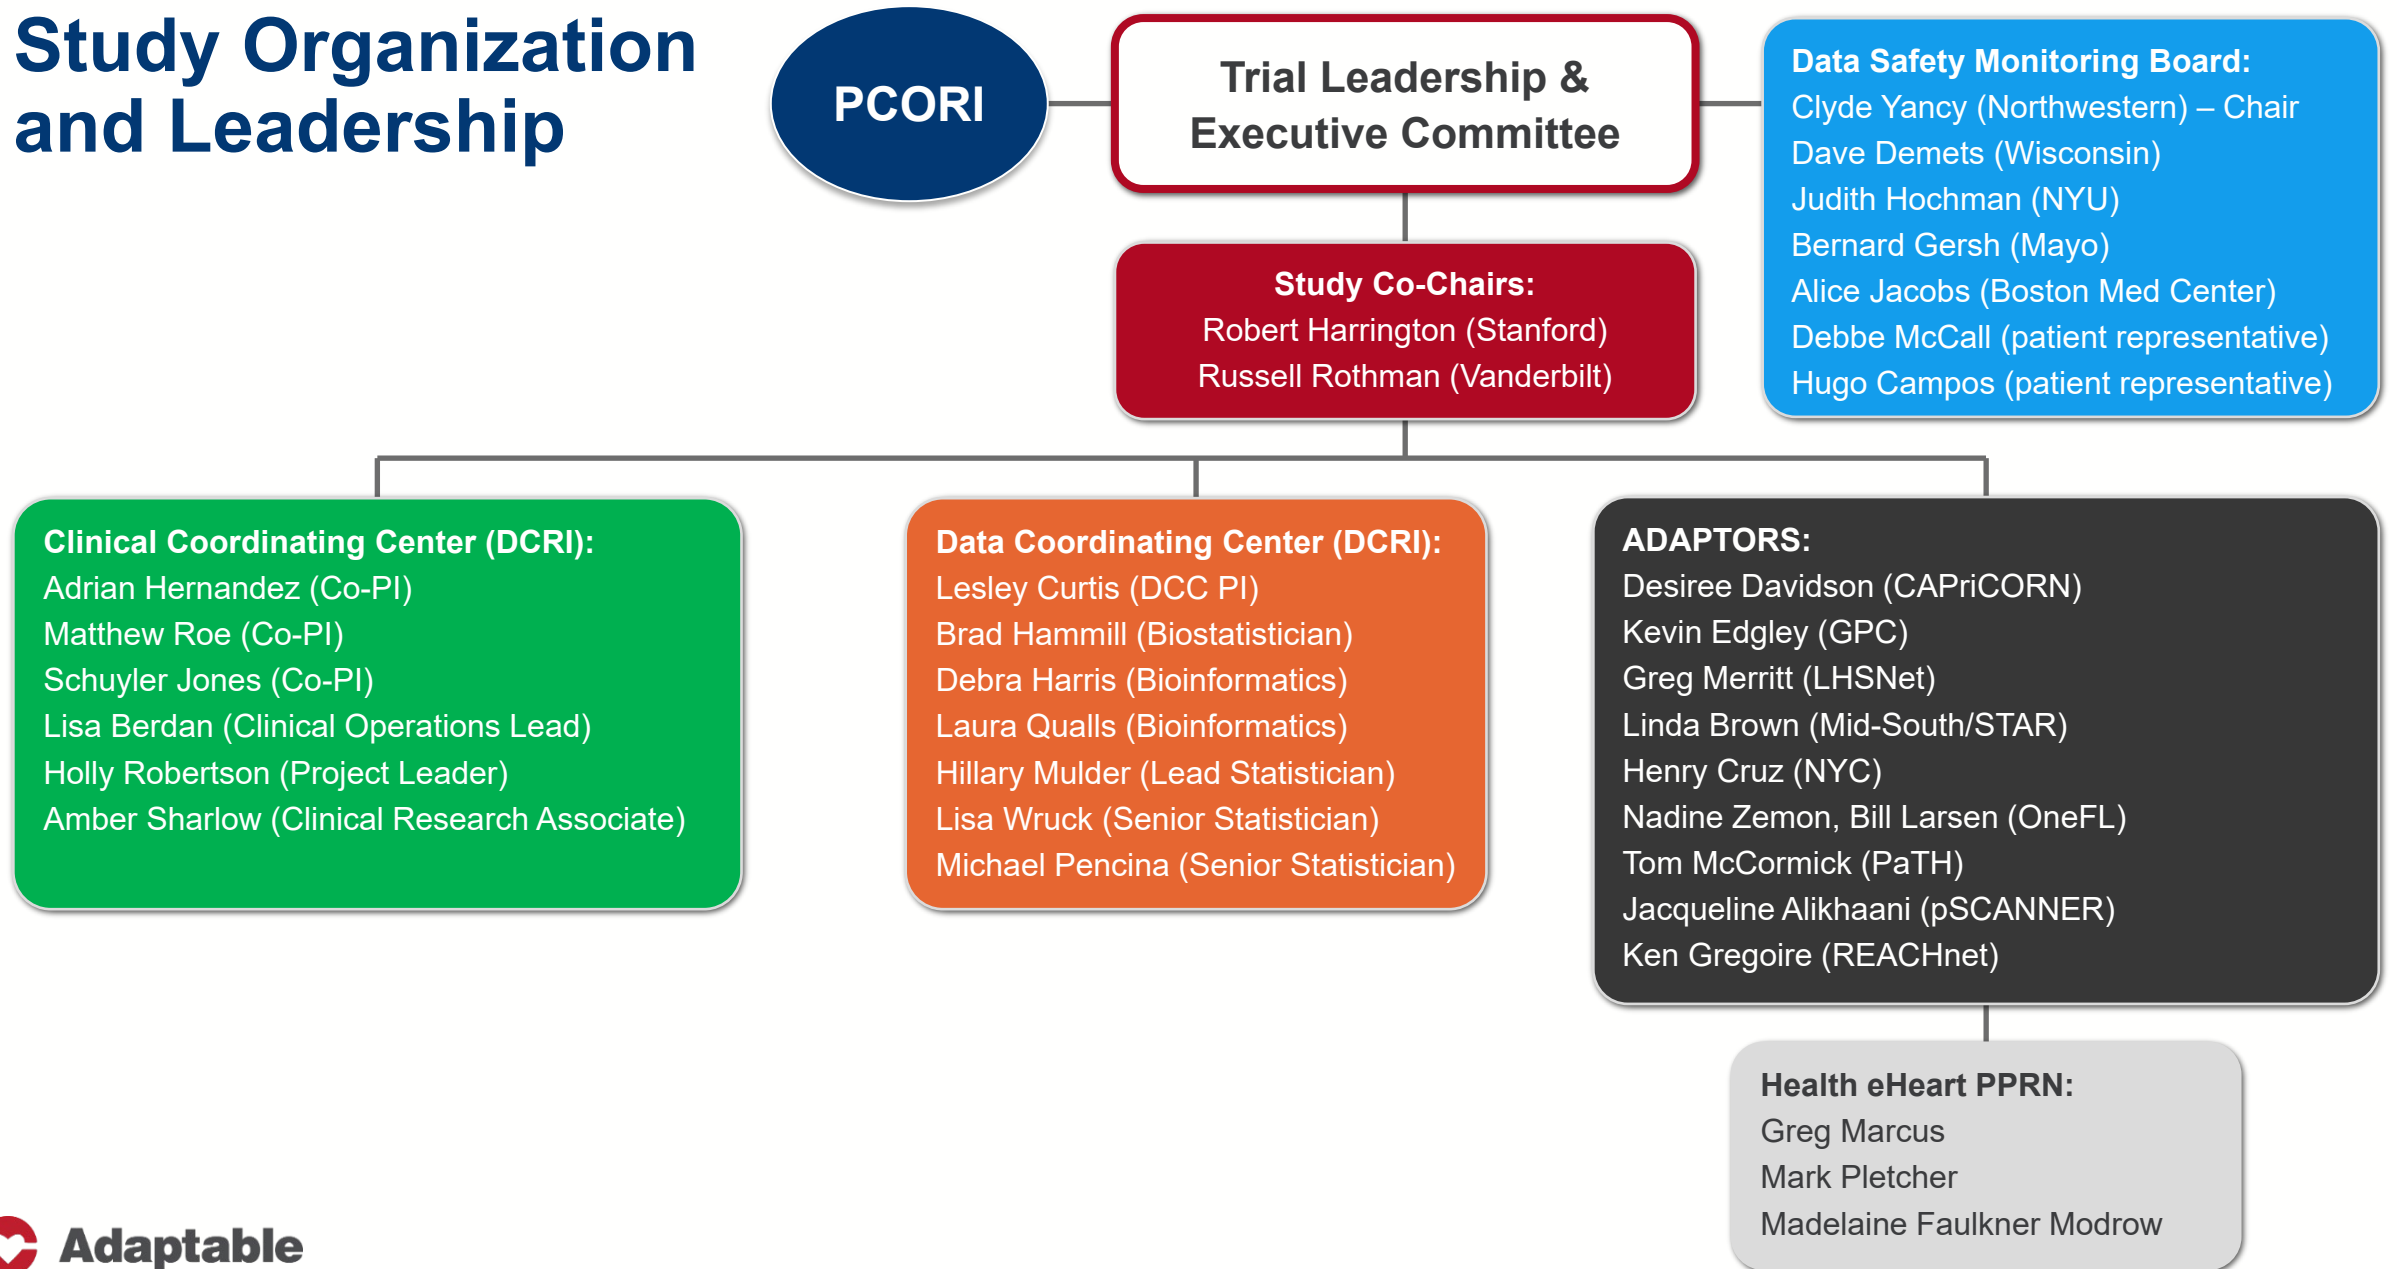 Study Organization
and Leadership
PCORI
Trial Leadership &
Executive Committee
Data Safety Monitoring Board:
Clyde Yancy (Northwestern) – Chair
Dave Demets (Wisconsin)
Judith Hochman (NYU)
Bernard Gersh (Mayo)
Alice Jacobs (Boston Med Center)
Debbe McCall (patient representative)
Hugo Campos (patient representative)
Study Co-Chairs:
Robert Harrington (Stanford)
Russell Rothman (Vanderbilt)
Clinical Coordinating Center (DCRI):
Adrian Hernandez (Co-PI)
Matthew Roe (Co-PI)
Schuyler Jones (Co-PI)
Lisa Berdan (Clinical Operations Lead)
Holly Robertson (Project Leader)
Amber Sharlow (Clinical Research Associate)
Data Coordinating Center (DCRI):
Lesley Curtis (DCC PI)
Brad Hammill (Biostatistician)
Debra Harris (Bioinformatics)
Laura Qualls (Bioinformatics)
Hillary Mulder (Lead Statistician)
Lisa Wruck (Senior Statistician)
Michael Pencina (Senior Statistician)
ADAPTORS:
Desiree Davidson (CAPriCORN)
Kevin Edgley (GPC)
Greg Merritt (LHSNet)
Linda Brown (Mid-South/STAR)
Henry Cruz (NYC)
Nadine Zemon, Bill Larsen (OneFL)
Tom McCormick (PaTH)
Jacqueline Alikhaani (pSCANNER)
Ken Gregoire (REACHnet)
Health eHeart PPRN:
Greg Marcus
Mark Pletcher
Madelaine Faulkner Modrow
Adaptable